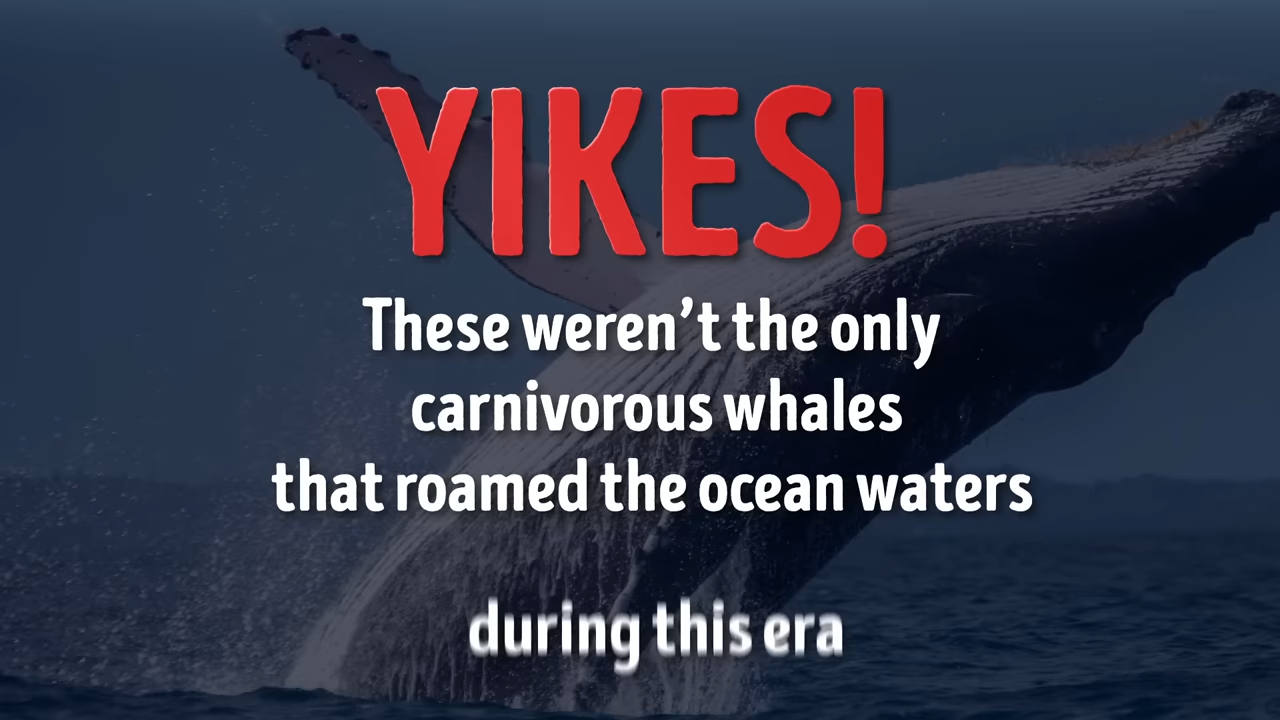 YIKES!
These weren’t the only
carnivorous whales
that roamed the ocean waters
during this era